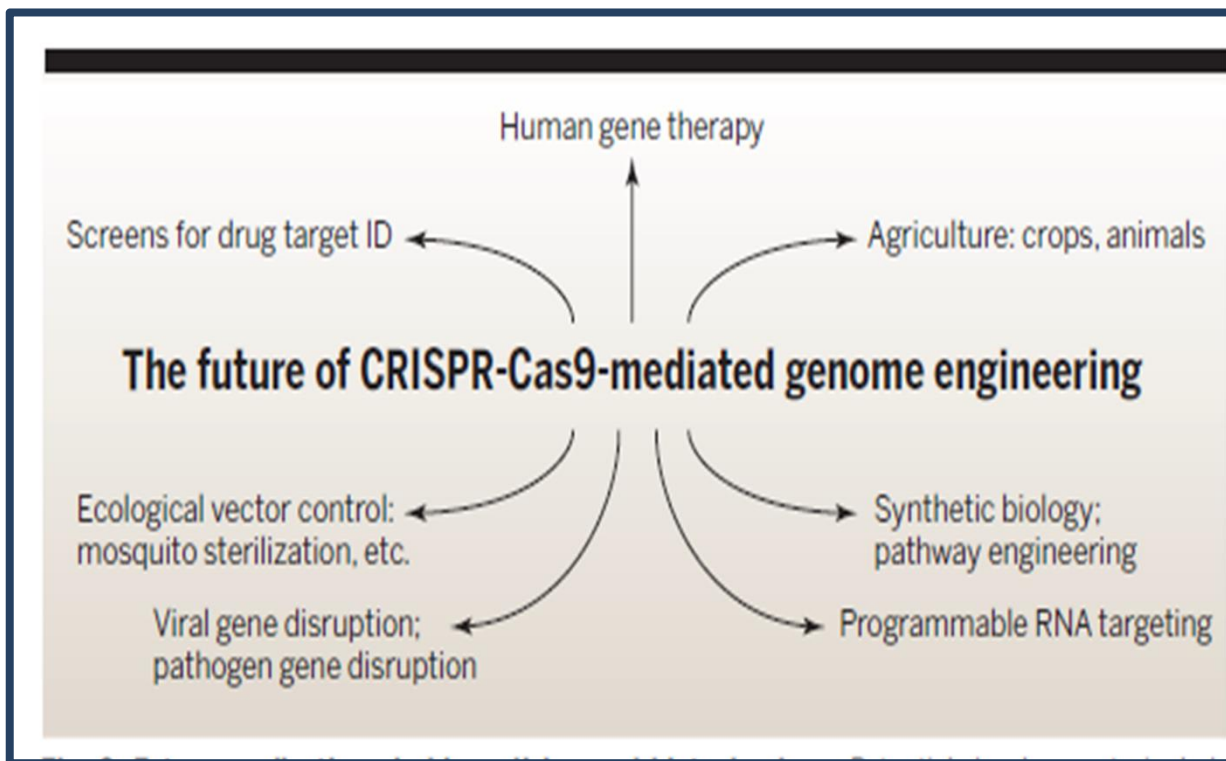 Human gene therapy
Screens for drug target ID
Agriculture: crops, animals
The future of CRISPR-Cas9-mediated genome engineering
Ecological vector control:
mosquito sterilization, etc.
Synthetic biology;
pathway engineering
Viral gene disruption;
pathogen gene disruption
Programmable RNA targeting